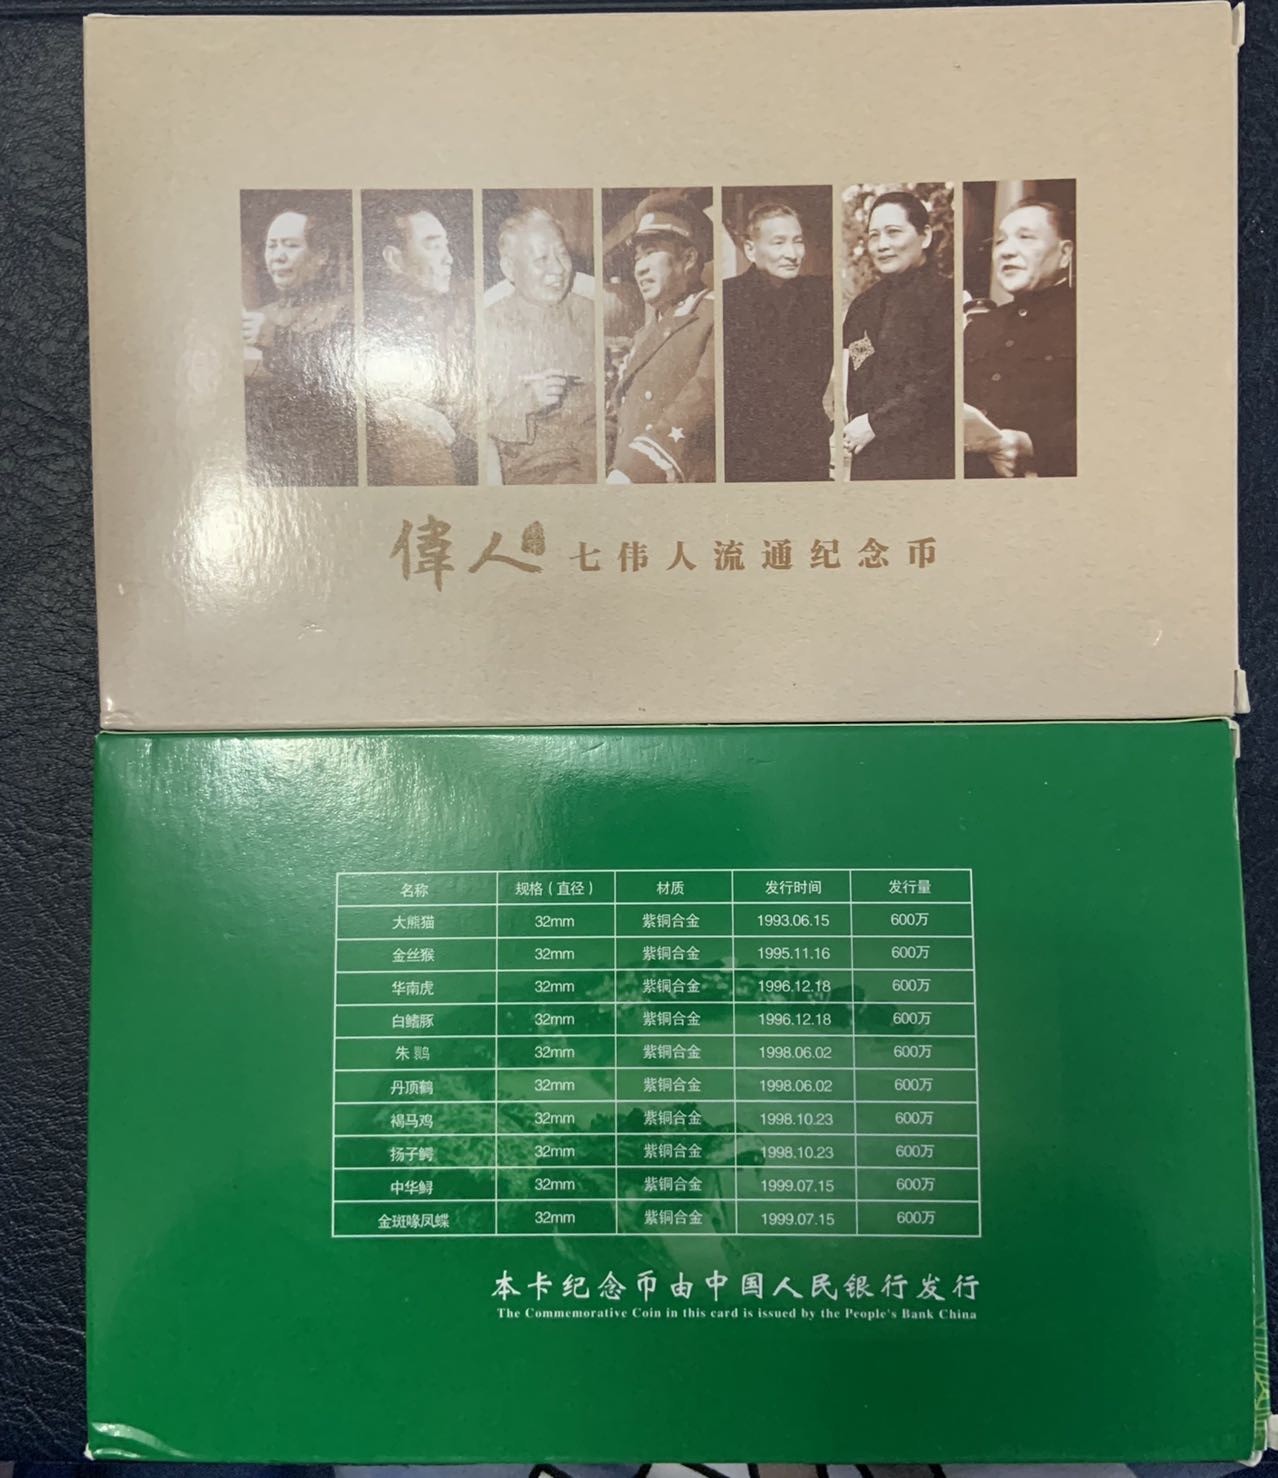 偉人 七伟人流通纪念币
名称 规格（直径） 材质 发行时间 发行量
大熊猫 32mm 紫铜合金 1993.06.15 600万
金丝猴 32mm 紫铜合金 1995.11.16 600万
华南虎 32mm 紫铜合金 1996.12.18 600万
白鳍豚 32mm 紫铜合金 1996.12.18 600万
朱鹮 32mm 紫铜合金 1998.06.02 600万
丹顶鹤 32mm 紫铜合金 1998.06.02 600万
褐马鸡 32mm 紫铜合金 1998.10.23 600万
扬子鳄 32mm 紫铜合金 1998.10.23 600万
中华鲟 32mm 紫铜合金 1999.07.15 600万
金斑喙凤蝶 32mm 紫铜合金 1999.07.15 600万
本卡纪念币由中国人民银行发行
The Commemorative Coin in this card is issued by the People's Bank China